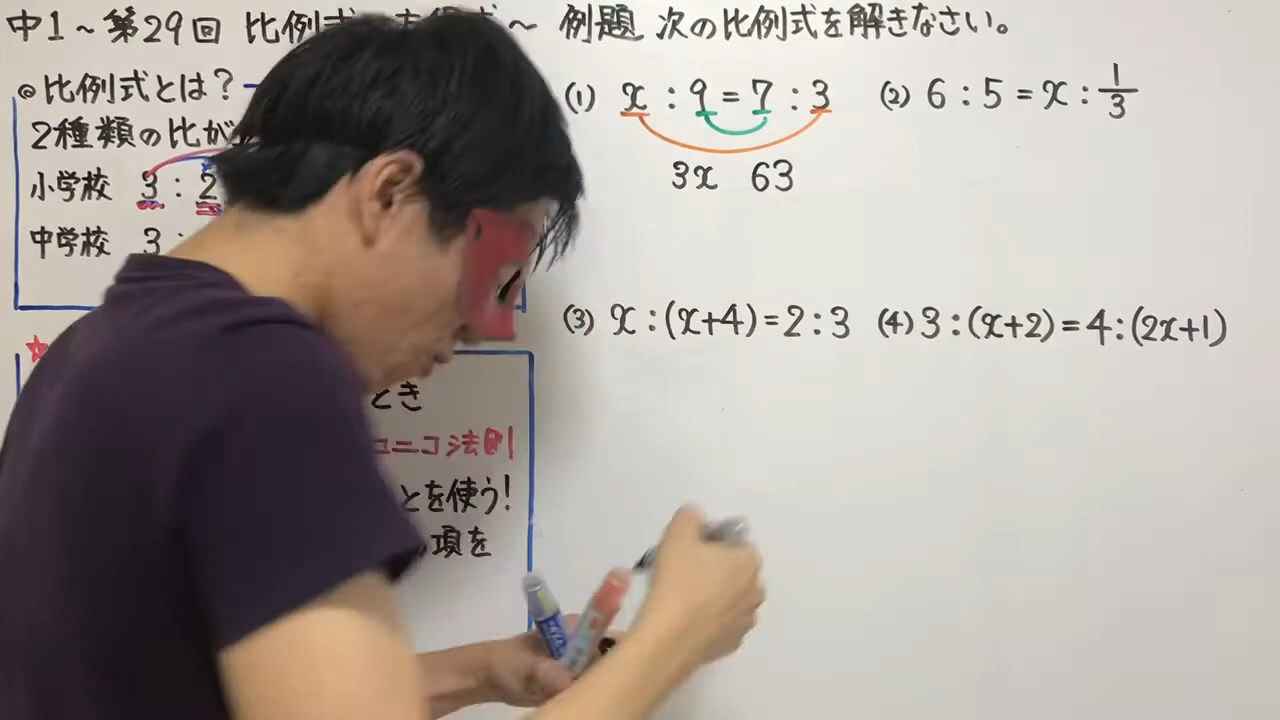 中1～第29回 比例式 ～ 例題 次の比例式を解きなさい。
◎比例式とは?
2種類の比が
小学校 3:2
中学校 3:
とき
ユニコ法則
とを使う!
項を
(1) x:9=7:3
3x 63
(2) 6:5=x:1/3
(3) x:(x+4)=2:3
(4) 3:(x+2)=4:(2x+1)